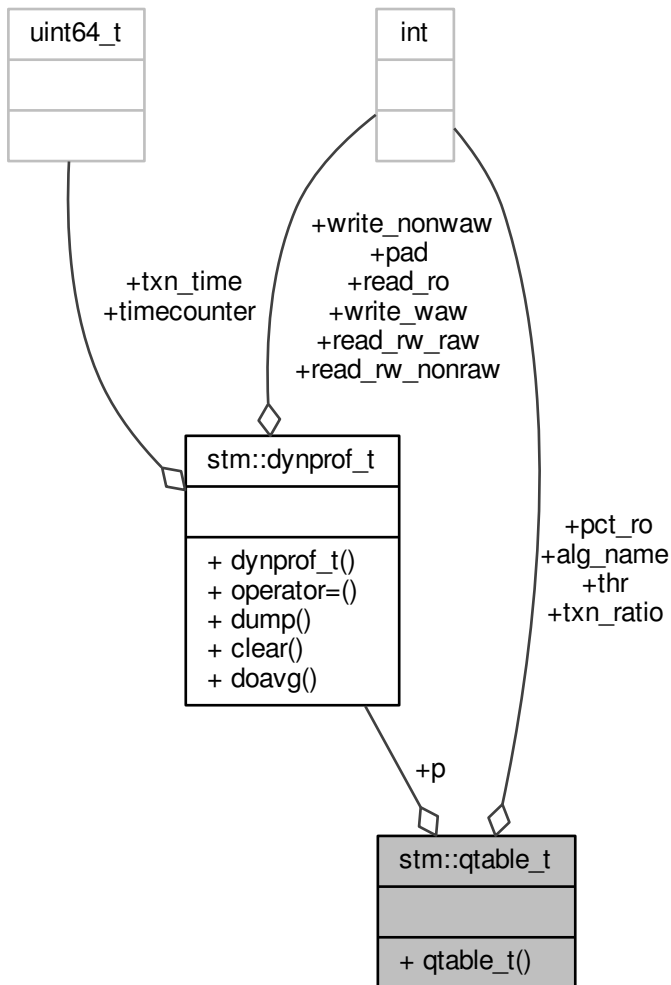 uint64_t
int
+write_nonwaw
+pad
+read_ro
+write_waw
+read_rw_raw
+read_rw_nonraw
+txn_time
+timecounter
stm::dynprof_t
+ dynprof_t()
+ operator=()
+ dump()
+ clear()
+ doavg()
+pct_ro
+alg_name
+thr
+txn_ratio
+p
stm::qtable_t
+ qtable_t()